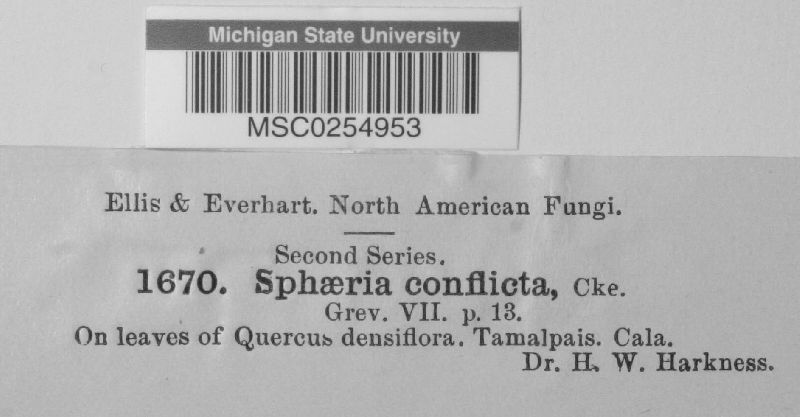 Michigan State University
MSC0254953
Ellis & Everhart. North American Fungi.
Second Series.
1670. Sphæria conflicta, Cke.
Grev. VII. p. 13.
On leaves of Quercus densiflora. Tamalpais. Cala.
Dr. H. W. Harkness.